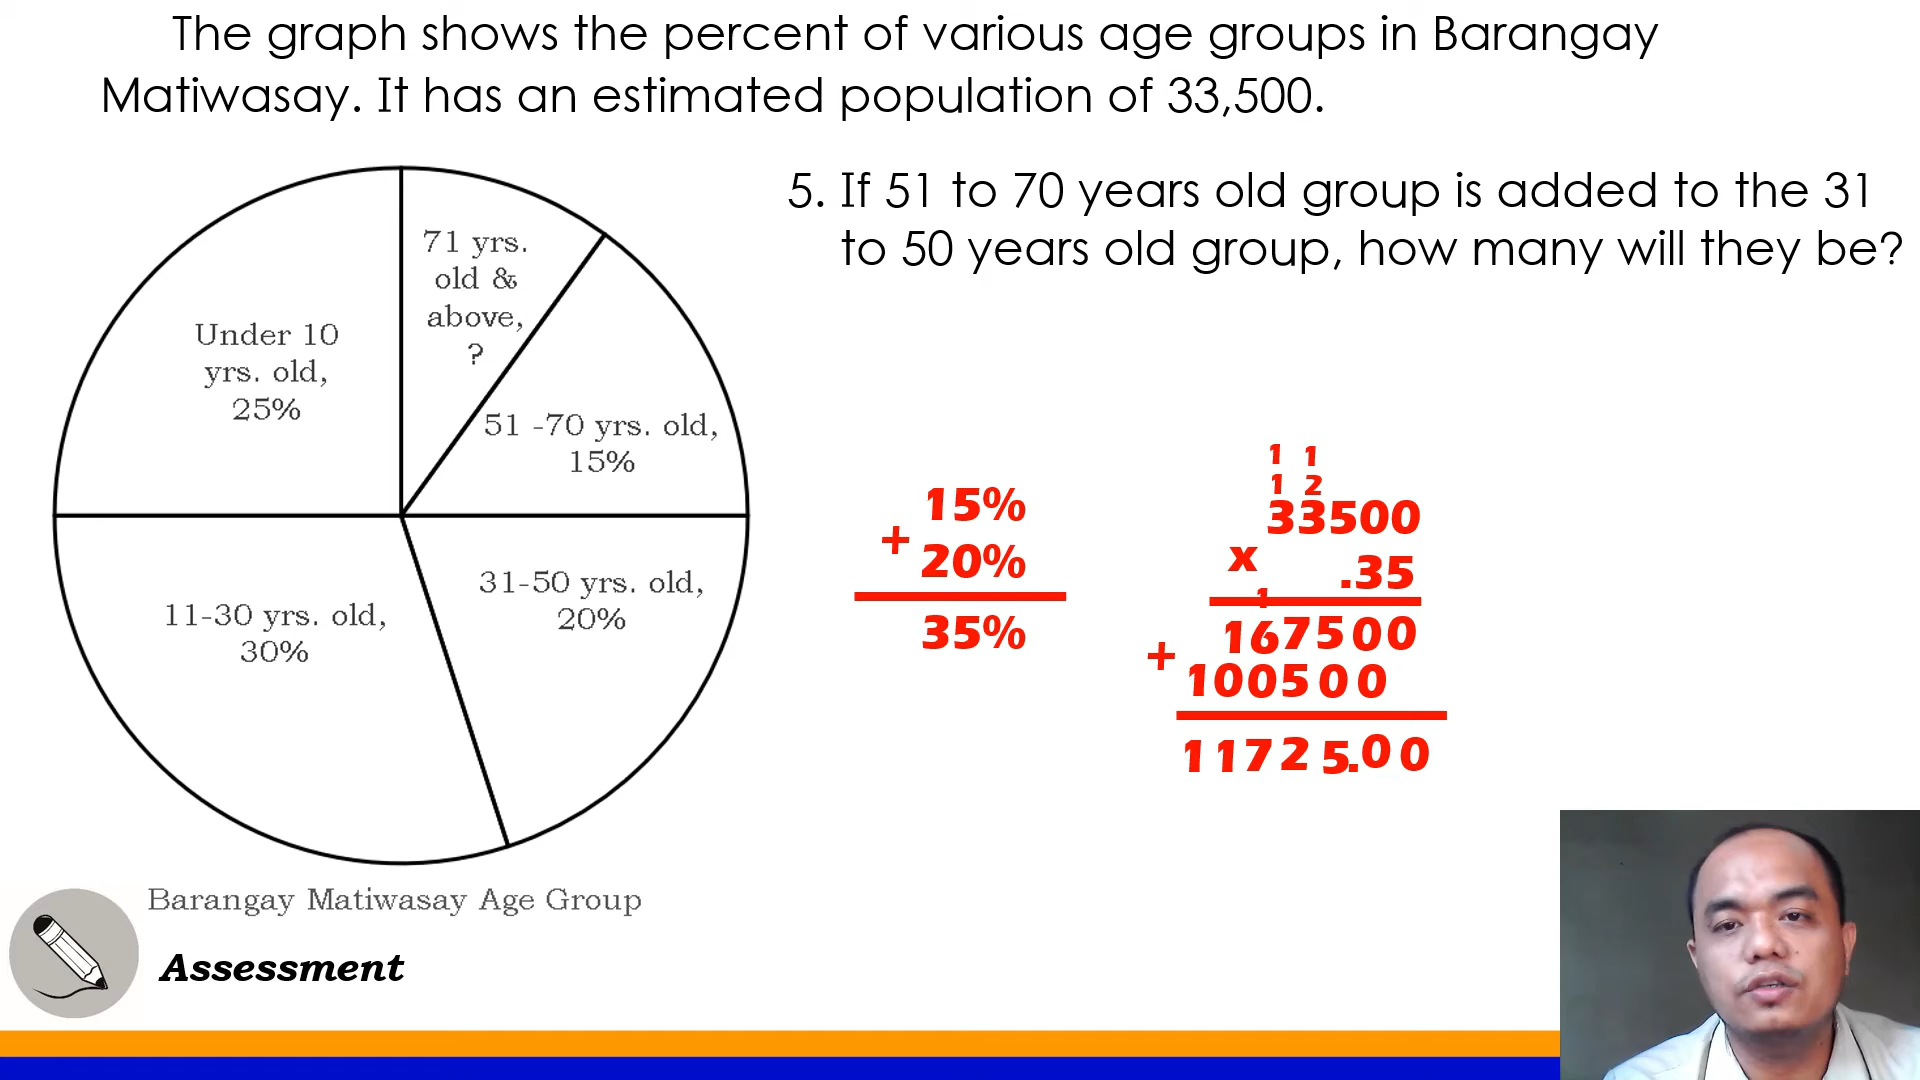 The graph shows the percent of various age groups in Barangay
Matiwasay. It has an estimated population of 33,500.
5. If 51 to 70 years old group is added to the 31
to 50 years old group, how many will they be?
71 yrs.
old &
above,
?
Under 10
yrs. old,
25%
51 -70 yrs. old,
15%
31-50 yrs. old,
20%
11-30 yrs. old,
30%
15%
+ 20%
35%
1 1
1 2
33500
x .35
1
167500
+ 100500
11725.00
Barangay Matiwasay Age Group
Assessment